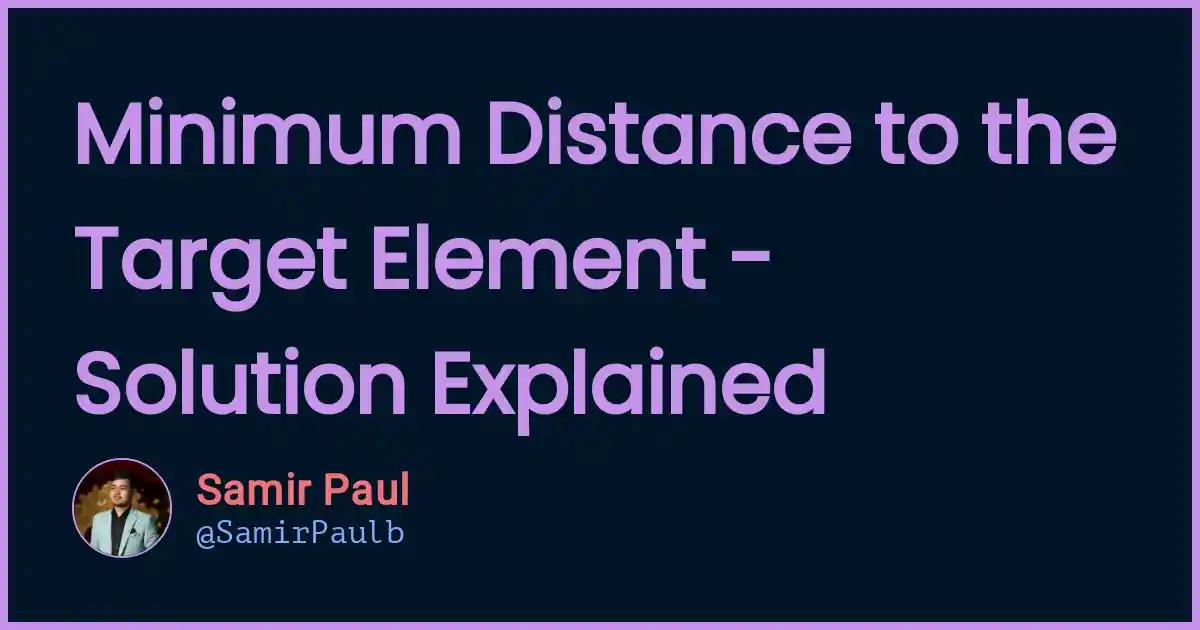 Minimum Distance to the
Target Element -
Solution Explained
Samir Paul
@SamirPaulb